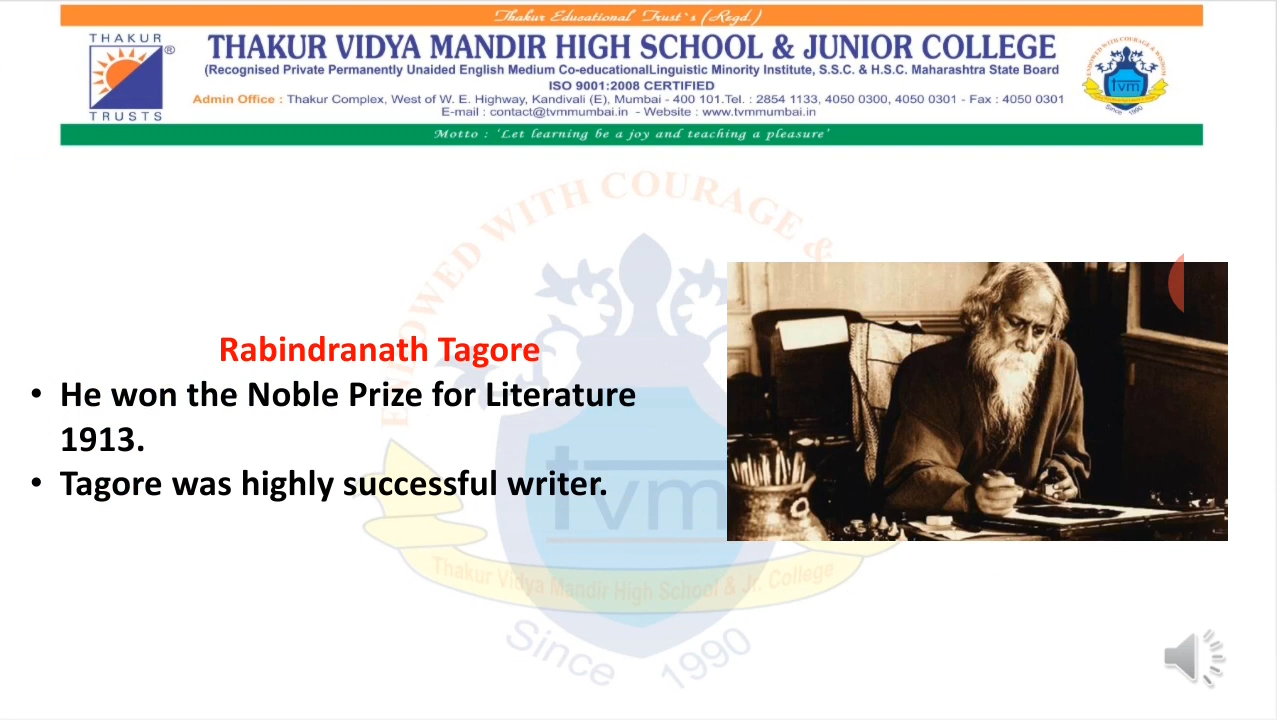 Thakur Educational Trust`s (Regd.)
THAKUR
®
TRUSTS
THAKUR VIDYA MANDIR HIGH SCHOOL & JUNIOR COLLEGE
(Recognised Private Permanently Unaided English Medium Co-educationalLinguistic Minority Institute, S.S.C. & H.S.C. Maharashtra State Board
ISO 9001:2008 CERTIFIED
Admin Office : Thakur Complex, West of W. E. Highway, Kandivali (E), Mumbai - 400 101.Tel. : 2854 1133, 4050 0300, 4050 0301 - Fax : 4050 0301
E-mail : contact@tvmmumbai.in - Website : www.tvmmumbai.in
tvm
Since 1990
Motto : ‘Let learning be a joy and teaching a pleasure’
WITH COURAGE &
Rabindranath Tagore
• He won the Noble Prize for Literature
1913.
• Tagore was highly successful writer.
tvm
Thakur Vidya Mandir High School & Jr. College
Since 1990